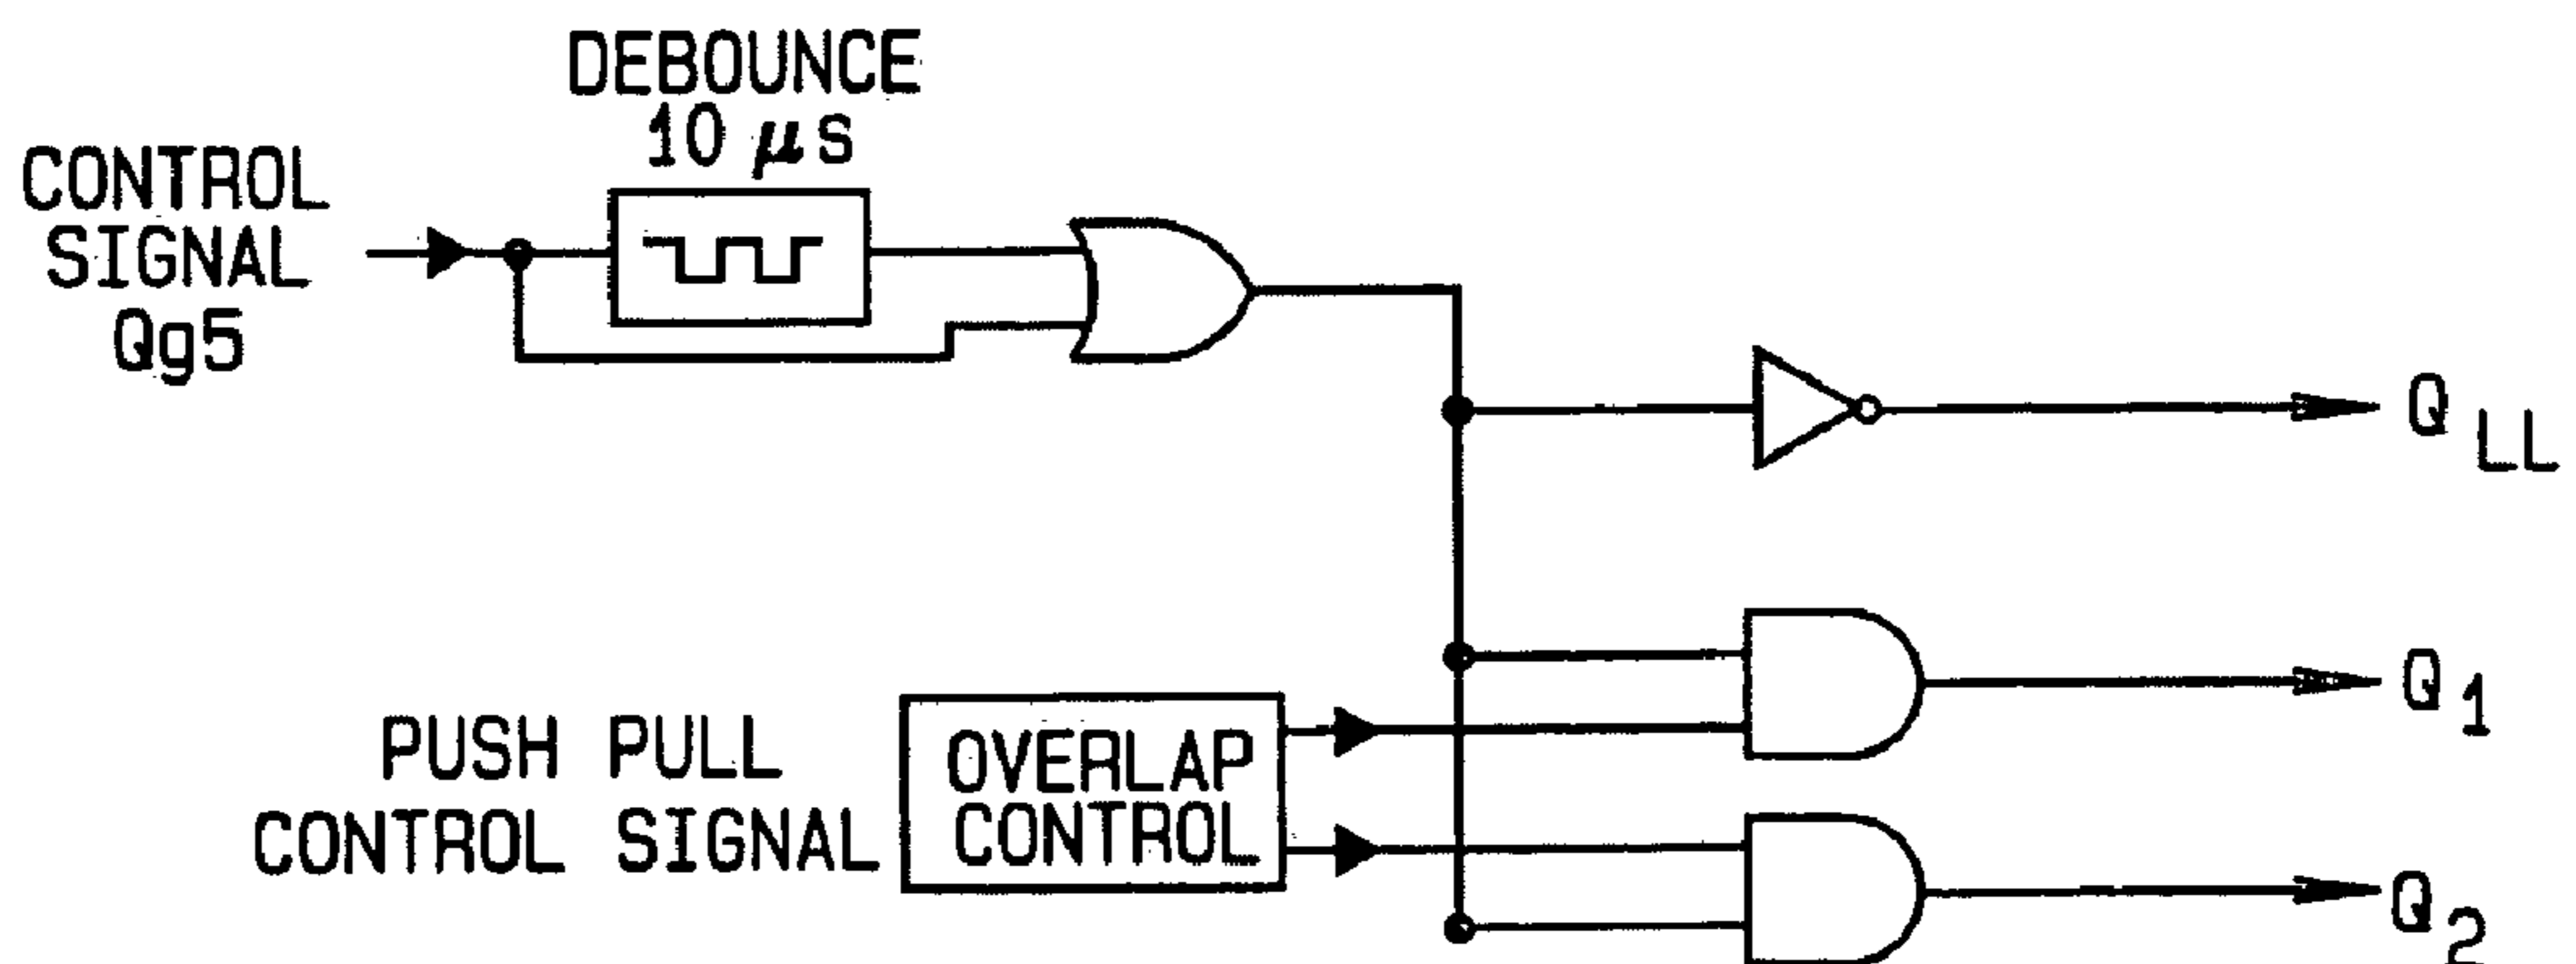 DEBOUNCE
10 μs
CONTROL
SIGNAL
Qg5
Q LL
Q 1
PUSH PULL
CONTROL SIGNAL
OVERLAP
CONTROL
Q 2